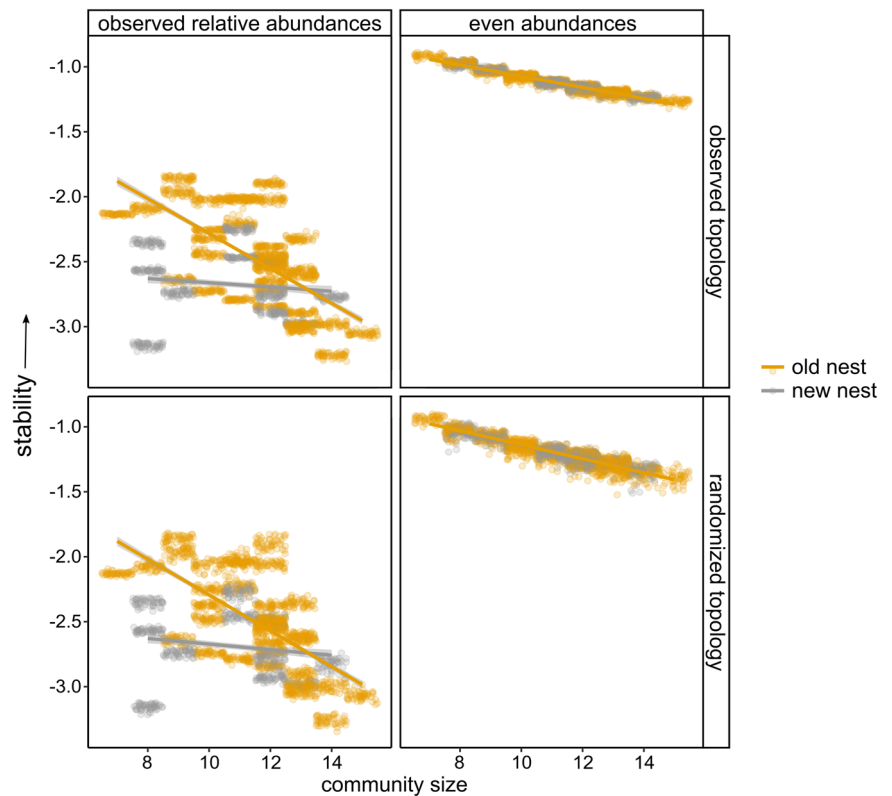 observed relative abundances
even abundances
-1.0
-1.5
-2.0
-2.5
-3.0
observed topology
-1.0
-1.5
-2.0
-2.5
-3.0
randomized topology
stability
8
10
12
14
8
10
12
14
community size
old nest
new nest